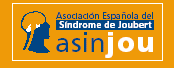 Asociación Española del
Síndrome de Joubert
asinjou